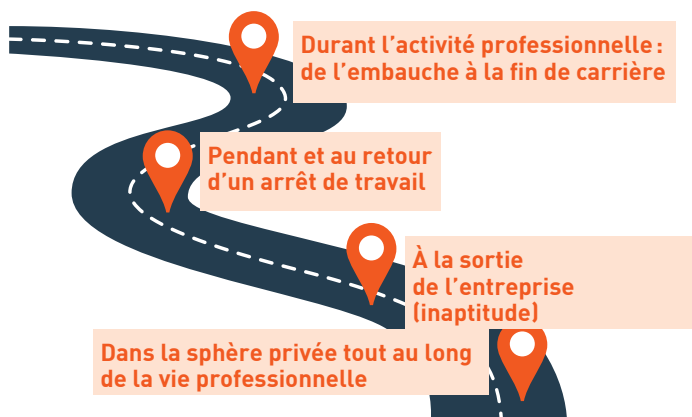 Durant l'activité professionnelle :
de l'embauche à la fin de carrière
Pendant et au retour
d'un arrêt de travail
À la sortie
de l'entreprise
(inaptitude)
Dans la sphère privée tout au long
de la vie professionnelle